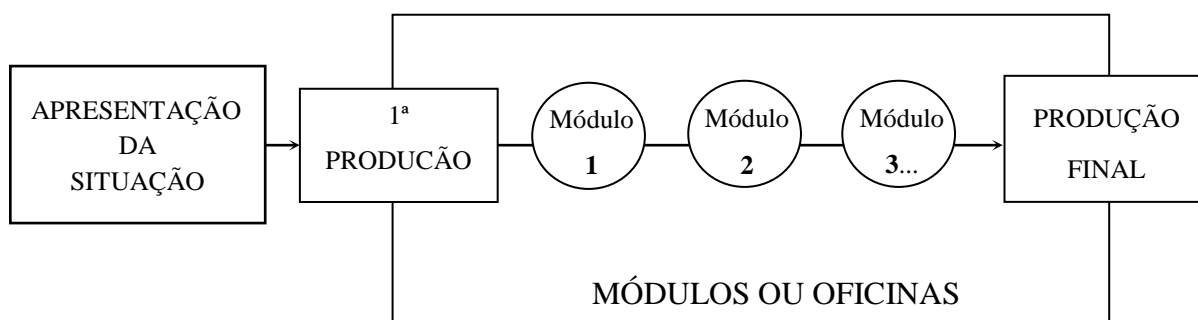 APRESENTAÇÃO
DA
SITUAÇÃO
1ª
PRODUCÃO
Módulo
1
Módulo
2
Módulo
3...
PRODUÇÃO
FINAL
MÓDULOS OU OFICINAS